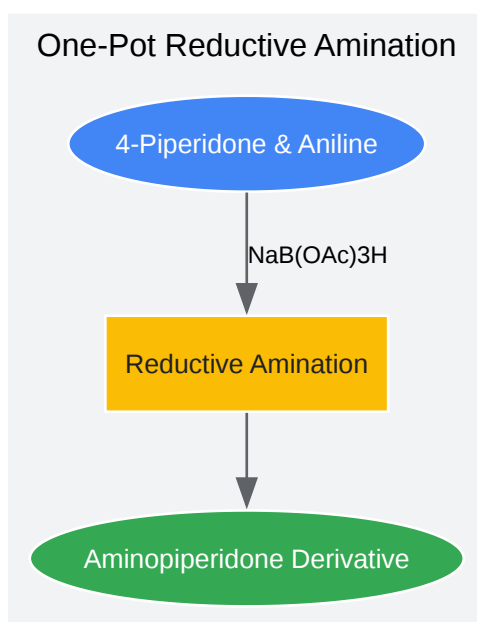 One-Pot Reductive Amination
4-Piperidone & Aniline
NaB(OAc)3H
Reductive Amination
Aminopiperidone Derivative